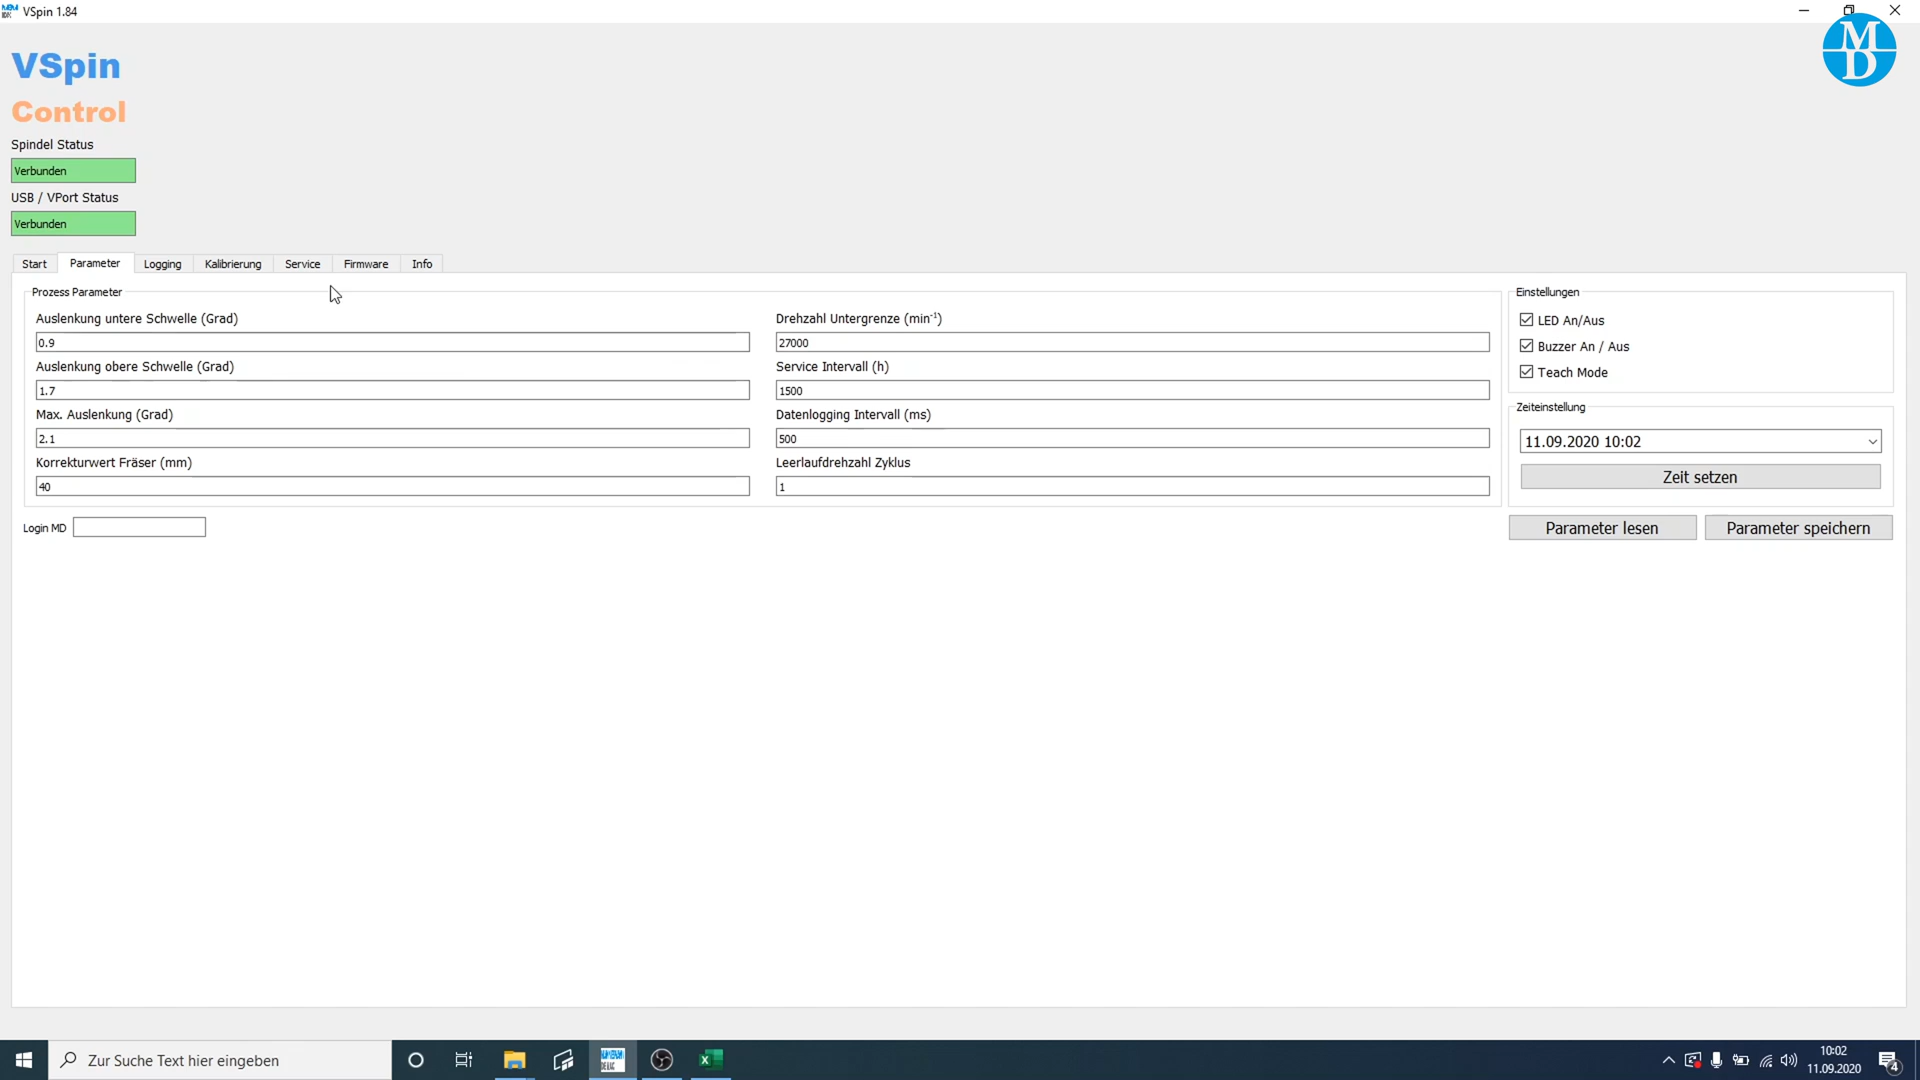 VSpin 1.84
MD
VSpin
Control
Spindel Status
Verbunden
USB / VPort Status
Verbunden
Start Parameter Logging Kalibrierung Service Firmware Info
Prozess Parameter
Auslenkung untere Schwelle (Grad)
0.9
Auslenkung obere Schwelle (Grad)
1.7
Max. Auslenkung (Grad)
2.1
Korrekturwert Fräser (mm)
40
Drehzahl Untergrenze (min⁻¹)
27000
Service Intervall (h)
1500
Datenlogging Intervall (ms)
500
Leerlaufdrehzahl Zyklus
1
Einstellungen
LED An/Aus
Buzzer An / Aus
Teach Mode
Zeiteinstellung
11.09.2020 10:02
Zeit setzen
Login MD
Parameter lesen Parameter speichern
Zur Suche Text hier eingeben
10:02
11.09.2020
4